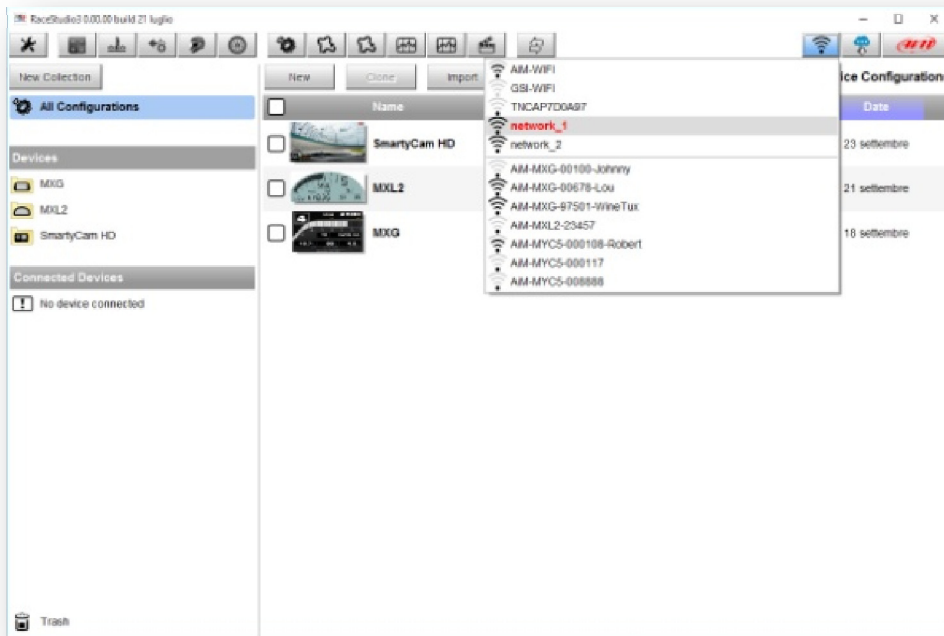 RaceStudio3 0.00.00 build 21 luglio
New Collection
New
Clone
Import
ice Configuration
All Configurations
Name
Date
SmartyCam HD
23 settembre
MXL2
21 settembre
MXG
18 settembre
Devices
MXG
MXL2
SmartyCam HD
Connected Devices
No device connected
AiM-WIFI
GSI-WIFI
TNCAP7D0A97
network_1
network_2
AiM-MXG-00100-Johnny
AiM-MXG-00678-Lou
AiM-MXG-97501-WineTux
AiM-MXL2-23457
AiM-MYC5-000108-Robert
AiM-MYC5-000117
AiM-MYC5-008888
Trash